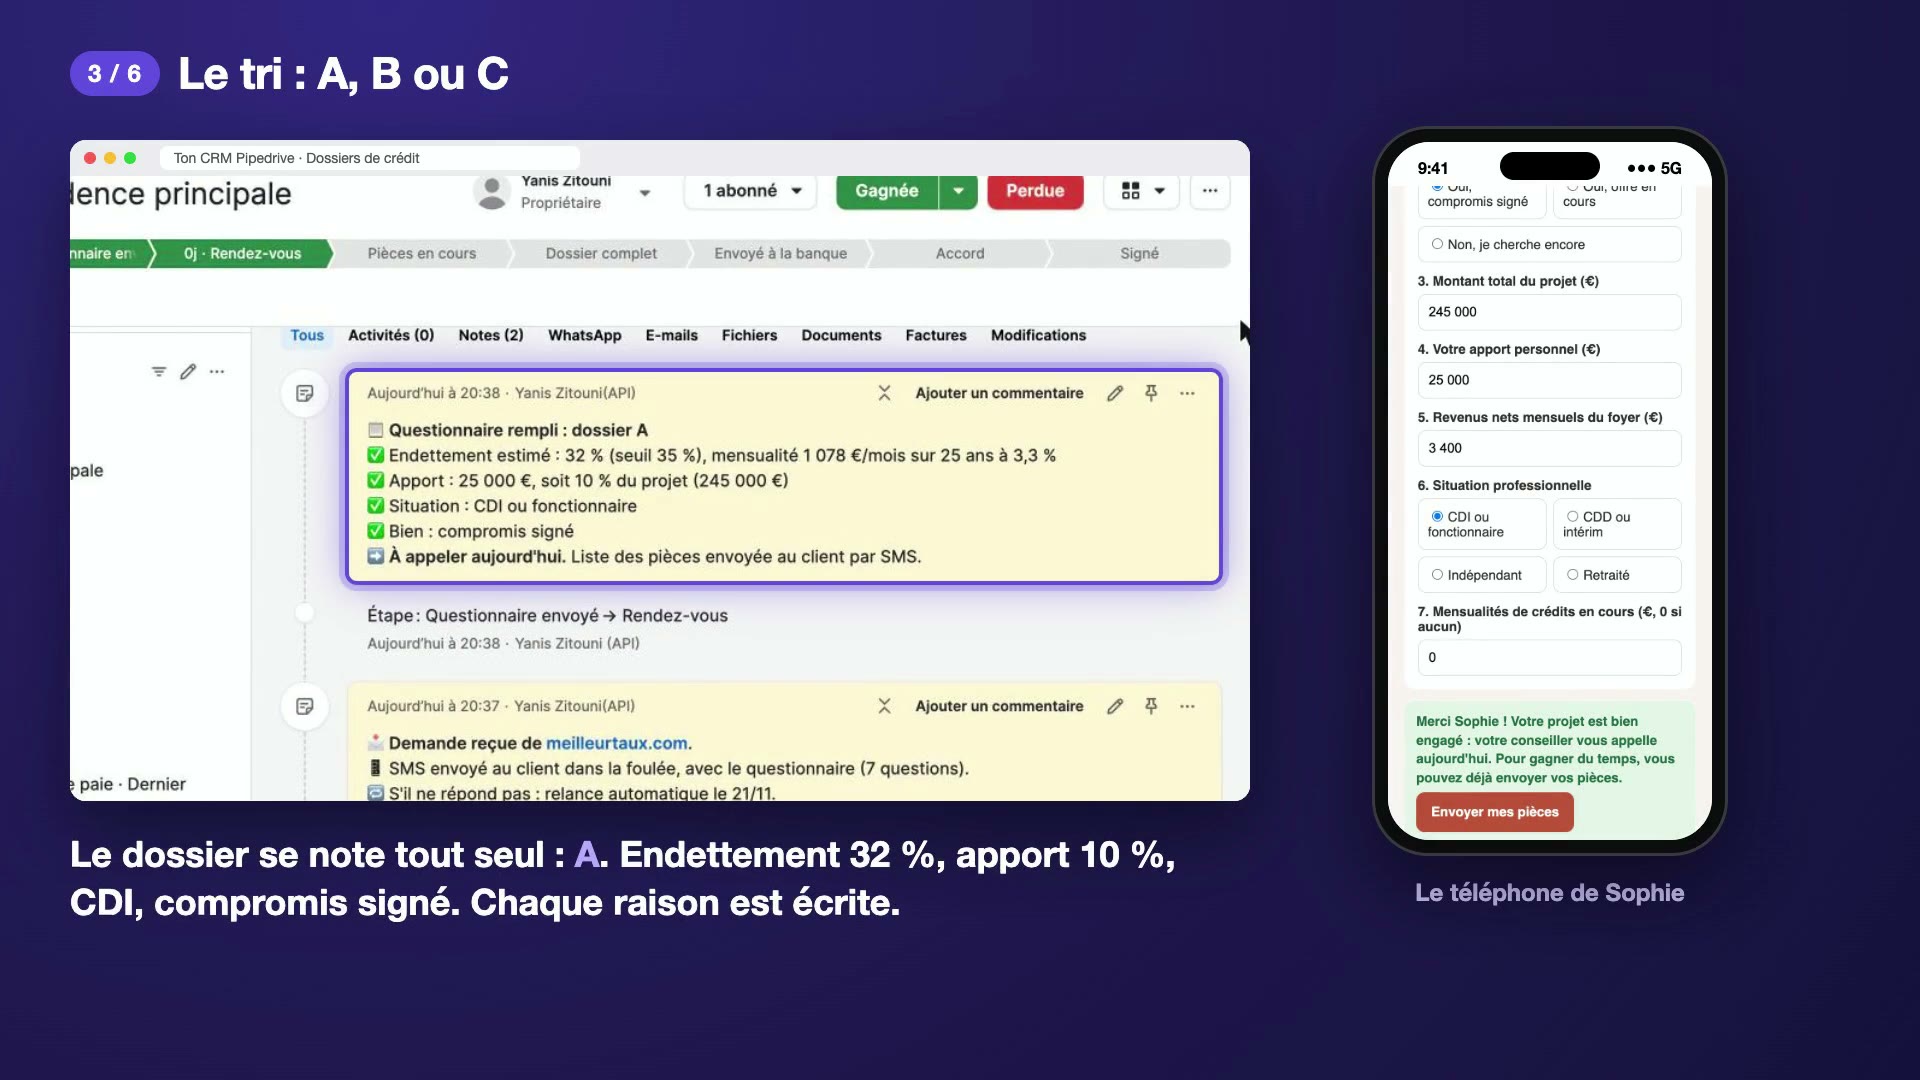 3 / 6 Le tri : A, B ou C
Ton CRM Pipedrive · Dossiers de crédit
dence principale
Yanis Zitouni
Propriétaire
1 abonné
Gagnée
Perdue
0j · Rendez-vous
Pièces en cours
Dossier complet
Envoyé à la banque
Accord
Signé
Tous
Activités (0)
Notes (2)
WhatsApp
E-mails
Fichiers
Documents
Factures
Modifications
pale
e paie · Dernier
Aujourd'hui à 20:38 · Yanis Zitouni(API)
Ajouter un commentaire
Questionnaire rempli : dossier A
✅ Endettement estimé : 32 % (seuil 35 %), mensualité 1 078 €/mois sur 25 ans à 3,3 %
✅ Apport : 25 000 €, soit 10 % du projet (245 000 €)
✅ Situation : CDI ou fonctionnaire
✅ Bien : compromis signé
➡️ À appeler aujourd'hui. Liste des pièces envoyée au client par SMS.
Étape : Questionnaire envoyé → Rendez-vous
Aujourd'hui à 20:38 · Yanis Zitouni (API)
Aujourd'hui à 20:37 · Yanis Zitouni(API)
Ajouter un commentaire
Demande reçue de meilleurtaux.com.
SMS envoyé au client dans la foulée, avec le questionnaire (7 questions).
S'il ne répond pas : relance automatique le 21/11.
Le dossier se note tout seul : A. Endettement 32 %, apport 10 %,
CDI, compromis signé. Chaque raison est écrite.
9:41
5G
Oui,
compromis signé
Oui, offre en
cours
Non, je cherche encore
3. Montant total du projet (€)
245 000
4. Votre apport personnel (€)
25 000
5. Revenus nets mensuels du foyer (€)
3 400
6. Situation professionnelle
CDI ou
fonctionnaire
CDD ou
intérim
Indépendant
Retraité
7. Mensualités de crédits en cours (€, 0 si
aucun)
0
Merci Sophie ! Votre projet est bien
engagé : votre conseiller vous appelle
aujourd'hui. Pour gagner du temps, vous
pouvez déjà envoyer vos pièces.
Envoyer mes pièces
Le téléphone de Sophie